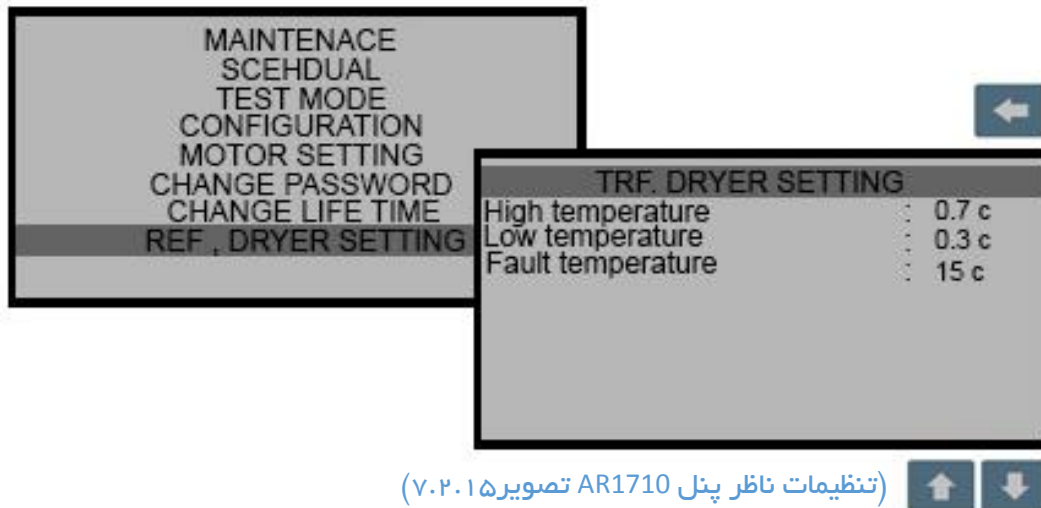 MAINTENACE
SCEHDUAL
TEST MODE
CONFIGURATION
MOTOR SETTING
CHANGE PASSWORD
CHANGE LIFE TIME
REF , DRYER SETTING
TRF. DRYER SETTING
High temperature : 0.7 c
Low temperature : 0.3 c
Fault temperature : 15 c
(تنظیمات ناظر پنل AR1710 تصویر۷.۲.۱۵)